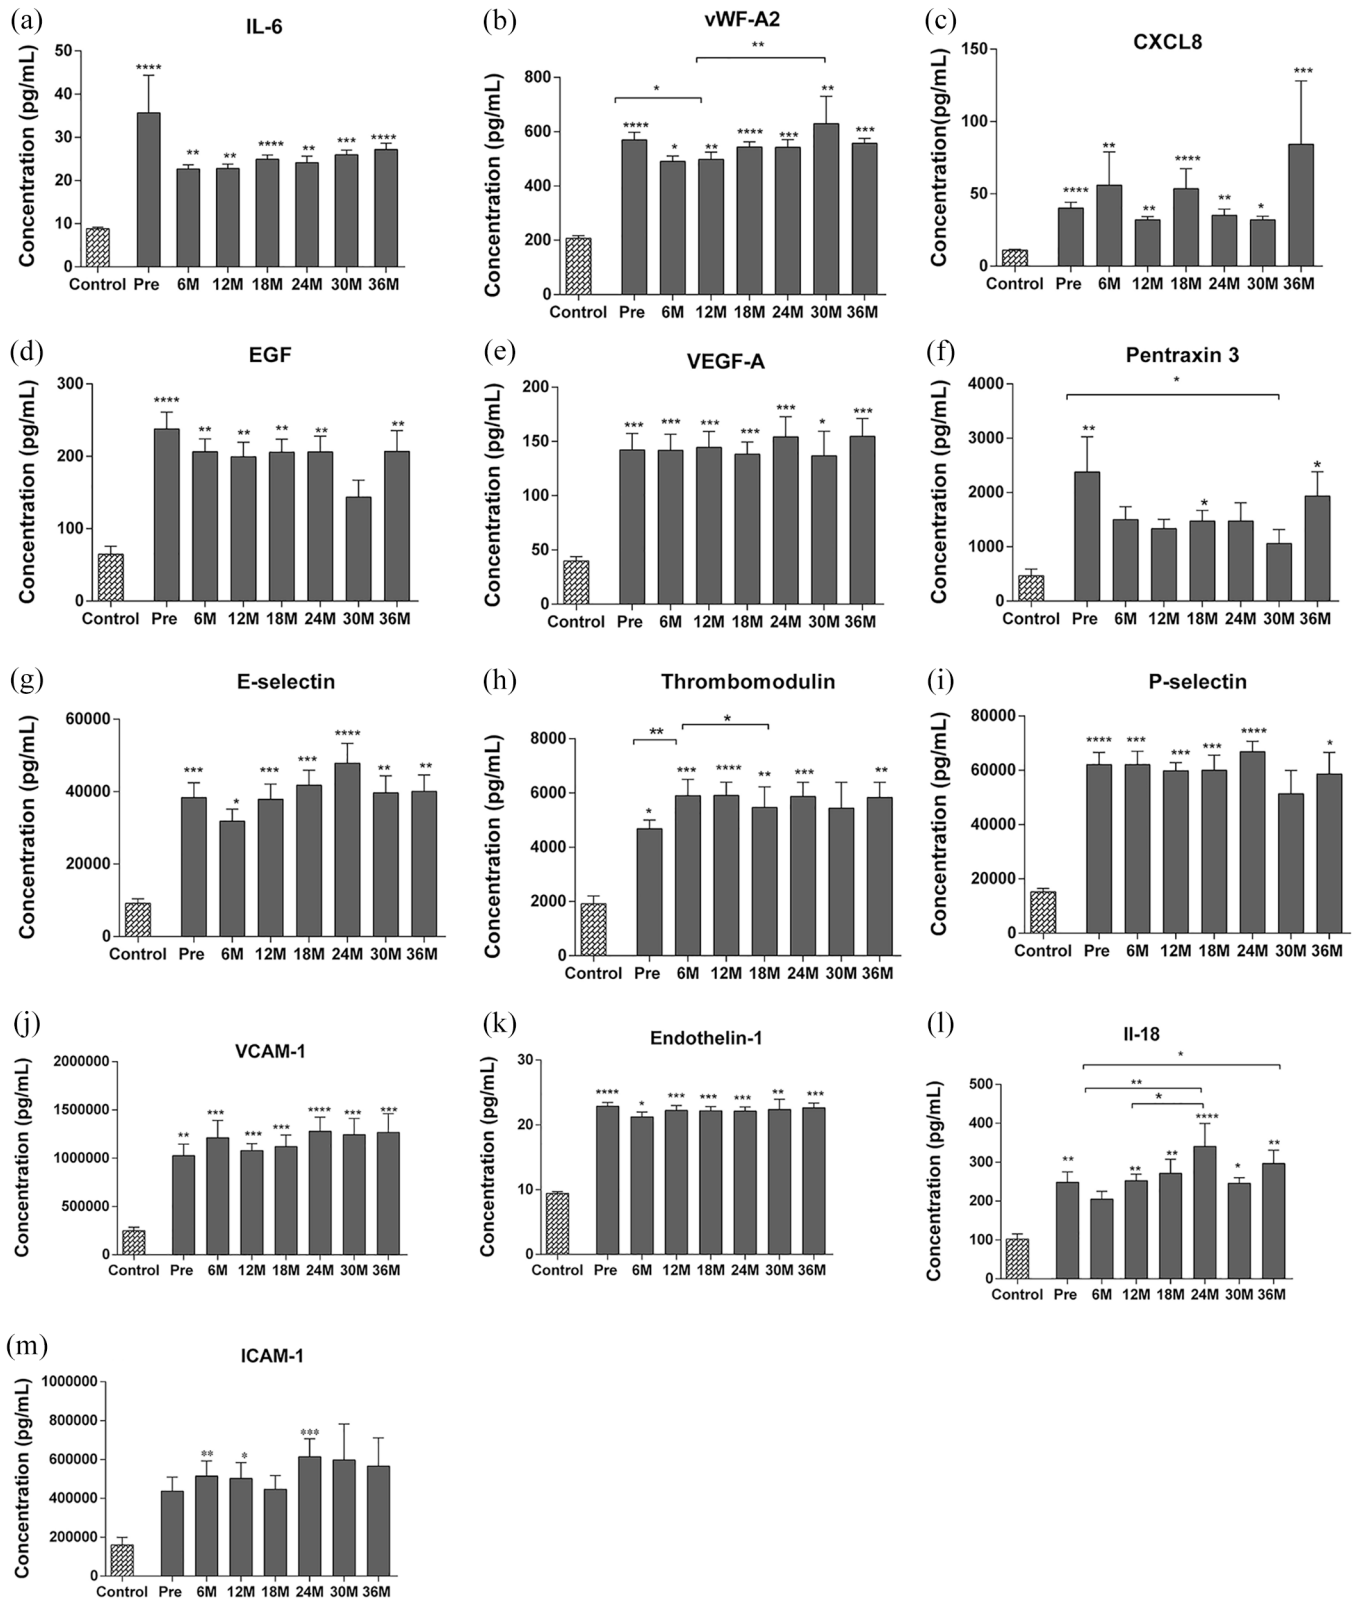 (a)
IL-6
Concentration (pg/mL)
50
40
30
20
10
0
**** ** ** **** ** *** ****
Control Pre 6M 12M 18M 24M 30M 36M
(b)
vWF-A2
Concentration (pg/mL)
800
600
400
200
0
**
*
**** * ** **** *** ** ***
Control Pre 6M 12M 18M 24M 30M 36M
(c)
CXCL8
Concentration(pg/mL)
150
100
50
0
**** ** ** **** ** * ***
Control Pre 6M 12M 18M 24M 30M 36M
(d)
EGF
Concentration (pg/mL)
300
200
100
0
**** ** ** ** ** **
Control Pre 6M 12M 18M 24M 30M 36M
(e)
VEGF-A
Concentration (pg/mL)
200
150
100
50
0
*** *** *** *** *** * ***
Control Pre 6M 12M 18M 24M 30M 36M
(f)
Pentraxin 3
Concentration (pg/mL)
4000
3000
2000
1000
0
*
** * *
Control Pre 6M 12M 18M 24M 30M 36M
(g)
E-selectin
Concentration (pg/mL)
60000
40000
20000
0
*** * *** *** **** ** **
Control Pre 6M 12M 18M 24M 30M 36M
(h)
Thrombomodulin
Concentration (pg/mL)
8000
6000
4000
2000
0
** *
* *** **** ** *** **
Control Pre 6M 12M 18M 24M 30M 36M
(i)
P-selectin
Concentration (pg/mL)
80000
60000
40000
20000
0
**** *** *** *** **** *
Control Pre 6M 12M 18M 24M 30M 36M
(j)
VCAM-1
Concentration (pg/mL)
2000000
1500000
1000000
500000
0
** *** *** *** **** *** ***
Control Pre 6M 12M 18M 24M 30M 36M
(k)
Endothelin-1
Concentration (pg/mL)
30
20
10
0
**** * *** *** *** ** ***
Control Pre 6M 12M 18M 24M 30M 36M
(l)
Il-18
Concentration (pg/mL)
500
400
300
200
100
0
*
**
*
** ** ** **** * **
Control Pre 6M 12M 18M 24M 30M 36M
(m)
ICAM-1
Concentration (pg/mL)
1000000
800000
600000
400000
200000
0
** * ***
Control Pre 6M 12M 18M 24M 30M 36M